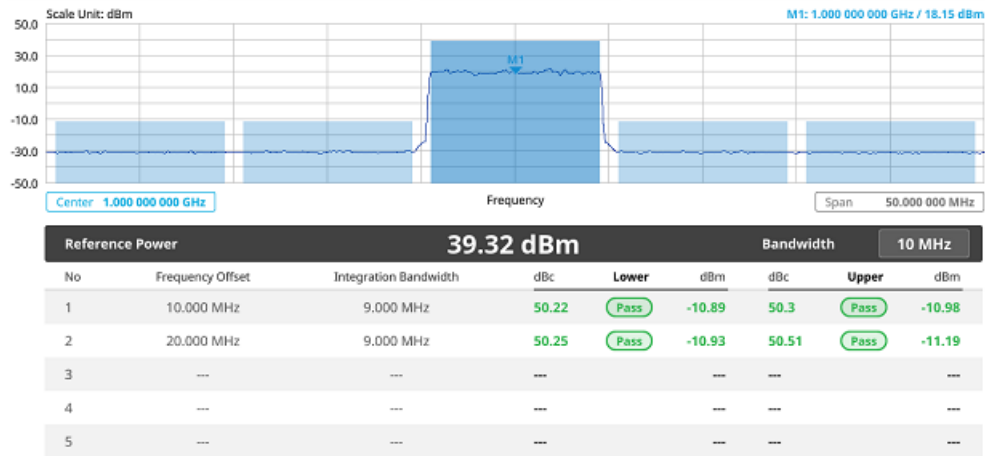 Scale Unit: dBm M1: 1.000 000 000 GHz / 18.15 dBm
50.0
30.0
M1
10.0
-10.0
-30.0
-50.0
Center 1.000 000 000 GHz Frequency Span 50.000 000 MHz
Reference Power 39.32 dBm Bandwidth 10 MHz
No Frequency Offset Integration Bandwidth dBc Lower dBm dBc Upper dBm
1 10.000 MHz 9.000 MHz 50.22 Pass -10.89 50.3 Pass -10.98
2 20.000 MHz 9.000 MHz 50.25 Pass -10.93 50.51 Pass -11.19
3 --- --- --- --- --- ---
4 --- --- --- --- --- ---
5 --- --- --- --- --- ---